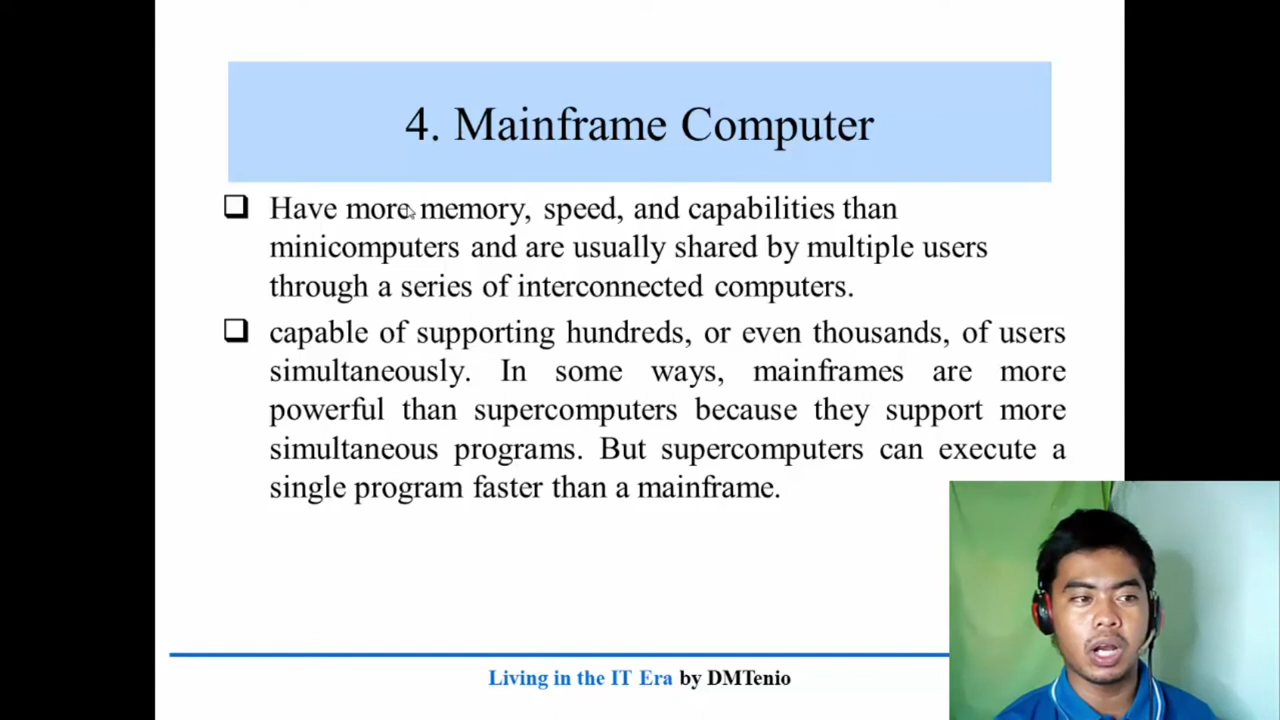 4. Mainframe Computer
Have more memory, speed, and capabilities than
minicomputers and are usually shared by multiple users
through a series of interconnected computers.
capable of supporting hundreds, or even thousands, of users
simultaneously. In some ways, mainframes are more
powerful than supercomputers because they support more
simultaneous programs. But supercomputers can execute a
single program faster than a mainframe.
Living in the IT Era by DMTenio